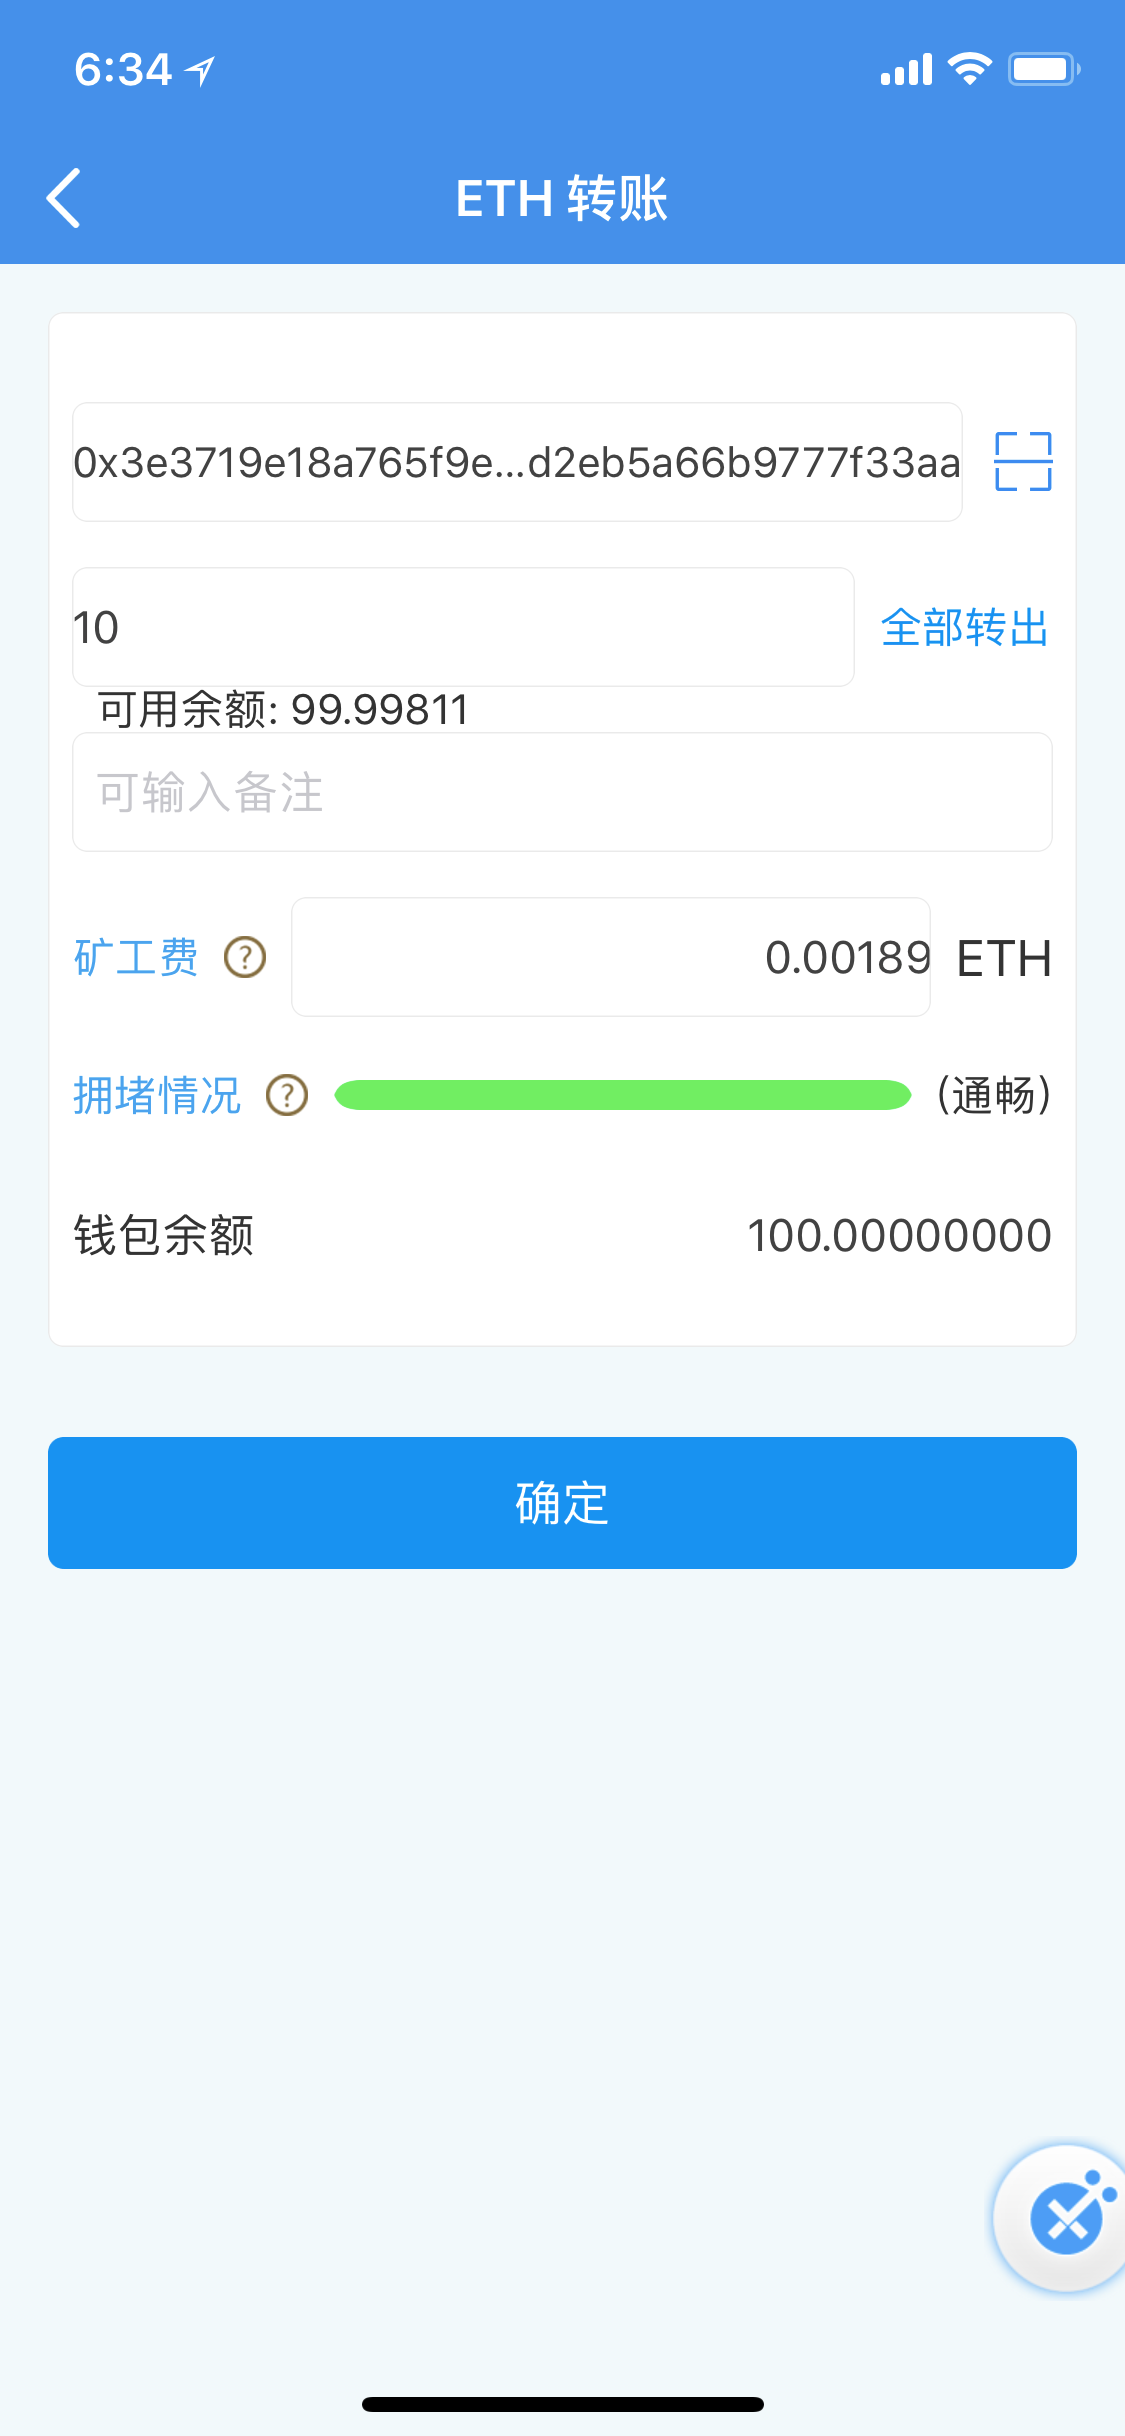 6:34
ETH 转账
0x3e3719e18a765f9e...d2eb5a66b9777f33aa
10
全部转出
可用余额: 99.99811
可输入备注
矿工费 ? 0.00189 ETH
拥堵情况 ? (通畅)
钱包余额 100.00000000
确定